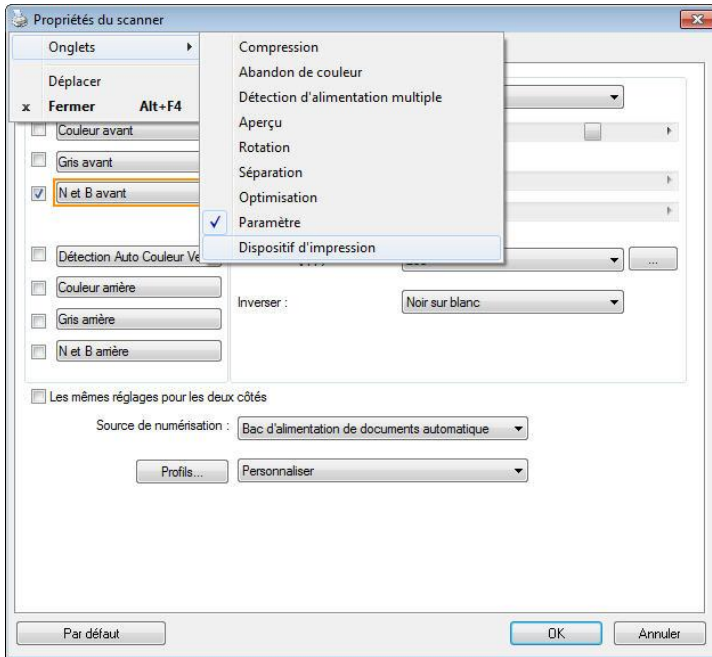 Propriétés du scanner
Onglets
Déplacer
x Fermer Alt+F4
Compression
Abandon de couleur
Détection d'alimentation multiple
Aperçu
Rotation
Séparation
Optimisation
Paramètre
Dispositif d'impression
Couleur avant
Gris avant
N et B avant
Détection Auto Couleur
Couleur arrière
Gris arrière
N et B arrière
...
Inverser : Noir sur blanc
Les mêmes réglages pour les deux côtés
Source de numérisation : Bac d'alimentation de documents automatique
Profils... Personnaliser
Par défaut OK Annuler